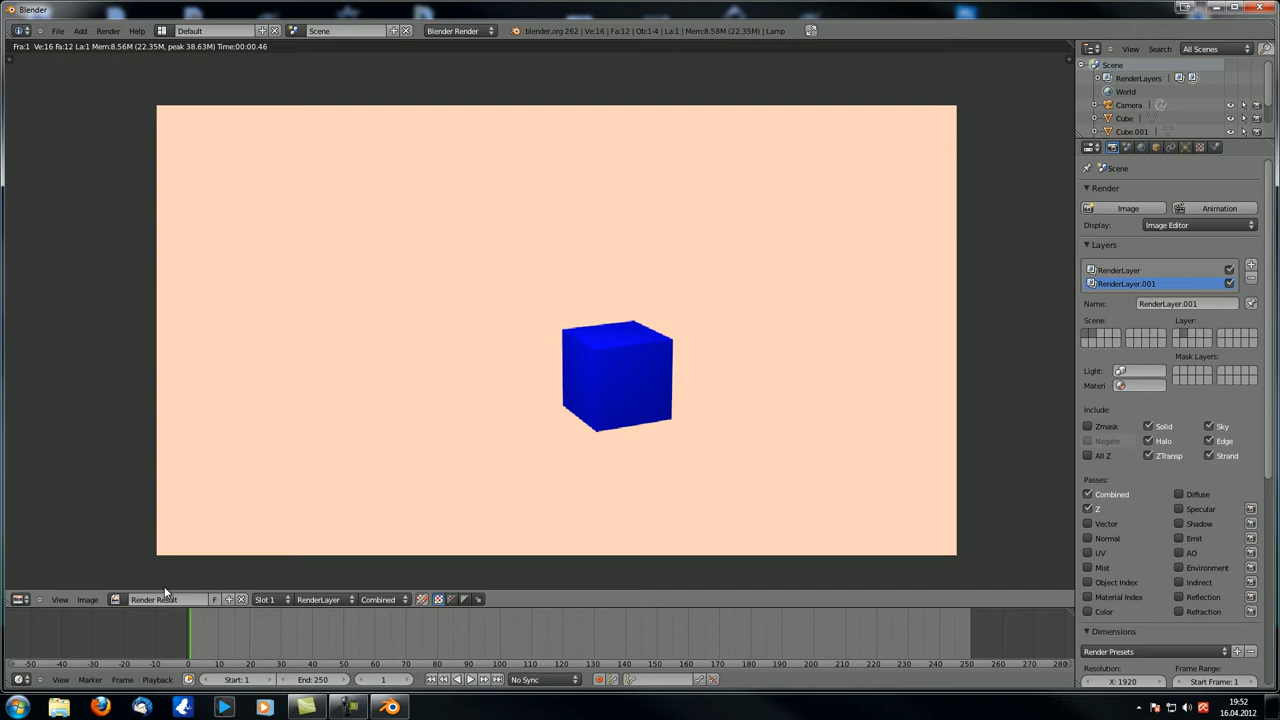 Blender
File Add Render Help Default Scene Blender Render blender.org 262 | Ve:16 | Fa:12 | Ob:1-4 | La:1 | Mem:8.58M (22.35M) | Lamp
Fra:1 Ve:16 Fa:12 La:1 Mem:8.56M (22.35M, peak 38.63M) Time:00:00.46
View Search All Scenes
Scene
RenderLayers
World
Camera
Cube
Cube.001
Scene
Render
Image Animation
Display: Image Editor
Layers
RenderLayer
RenderLayer.001
Name: RenderLayer.001
Scene: Layer:
Mask Layers:
Light:
Materi
Include:
Zmask Solid Sky
Negate Halo Edge
All Z ZTransp Strand
Passes:
Combined Diffuse
Z Specular
Vector Shadow
Normal Emit
UV AO
Mist Environment
Object Index Indirect
Material Index Reflection
Color Refraction
Dimensions
Render Presets
Resolution: Frame Range:
X: 1920 Start Frame: 1
View Image Render Result F Slot 1 RenderLayer Combined
-50 -40 -30 -20 -10 0 10 20 30 40 50 60 70 80 90 100 110 120 130 140 150 160 170 180 190 200 210 220 230 240 250 260 270 280
View Marker Frame Playback Start: 1 End: 250 1 No Sync
19:52
16.04.2012